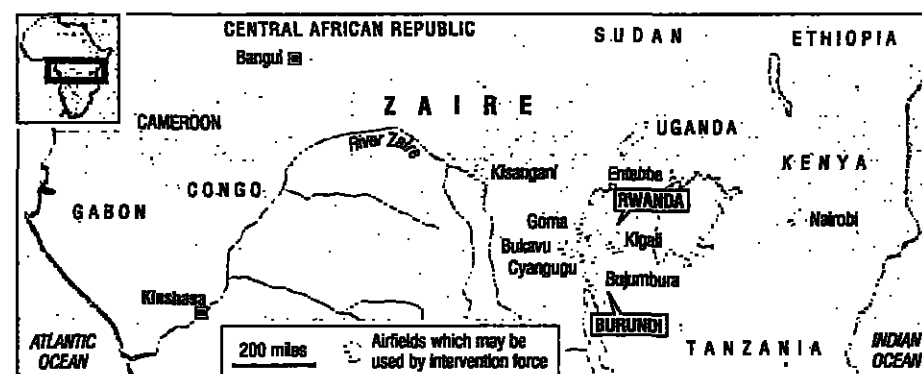 CENTRAL AFRICAN REPUBLIC
SUDAN
ETHIOPIA
Bangui
ZAIRE
CAMEROON
River Zaire
UGANDA
Kisangani
KENYA
CONGO
Entebbe
GABON
RWANDA
Goma
Nairobi
Bukavu
Kigali
Cyangugu
Bujumbura
Kinshasa
BURUNDI
ATLANTIC
OCEAN
200 miles
Airfields which may be
used by intervention force
TANZANIA
INDIAN
OCEAN